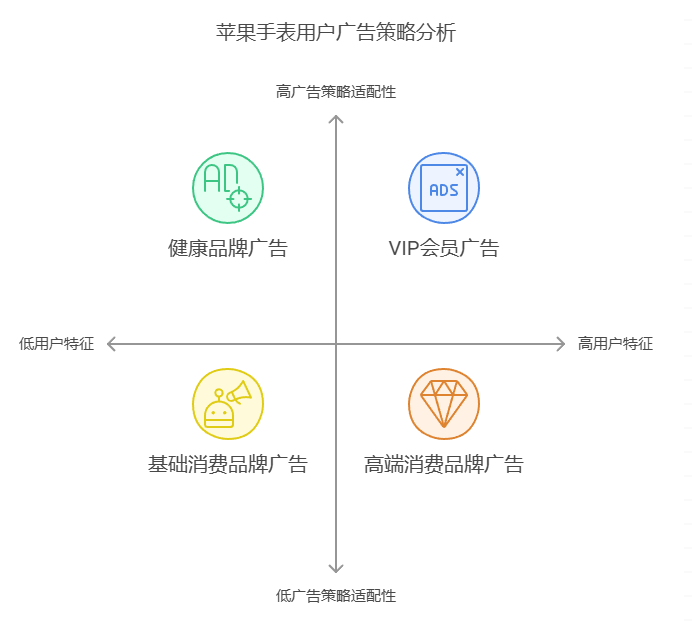 苹果手表用户广告策略分析
高广告策略适配性
AD
ADS
健康品牌广告
VIP会员广告
低用户特征
高用户特征
基础消费品牌广告
高端消费品牌广告
低广告策略适配性